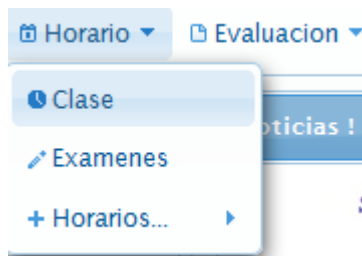 Horario Evaluacion
Clase
oticias !
Examenes
Horarios...